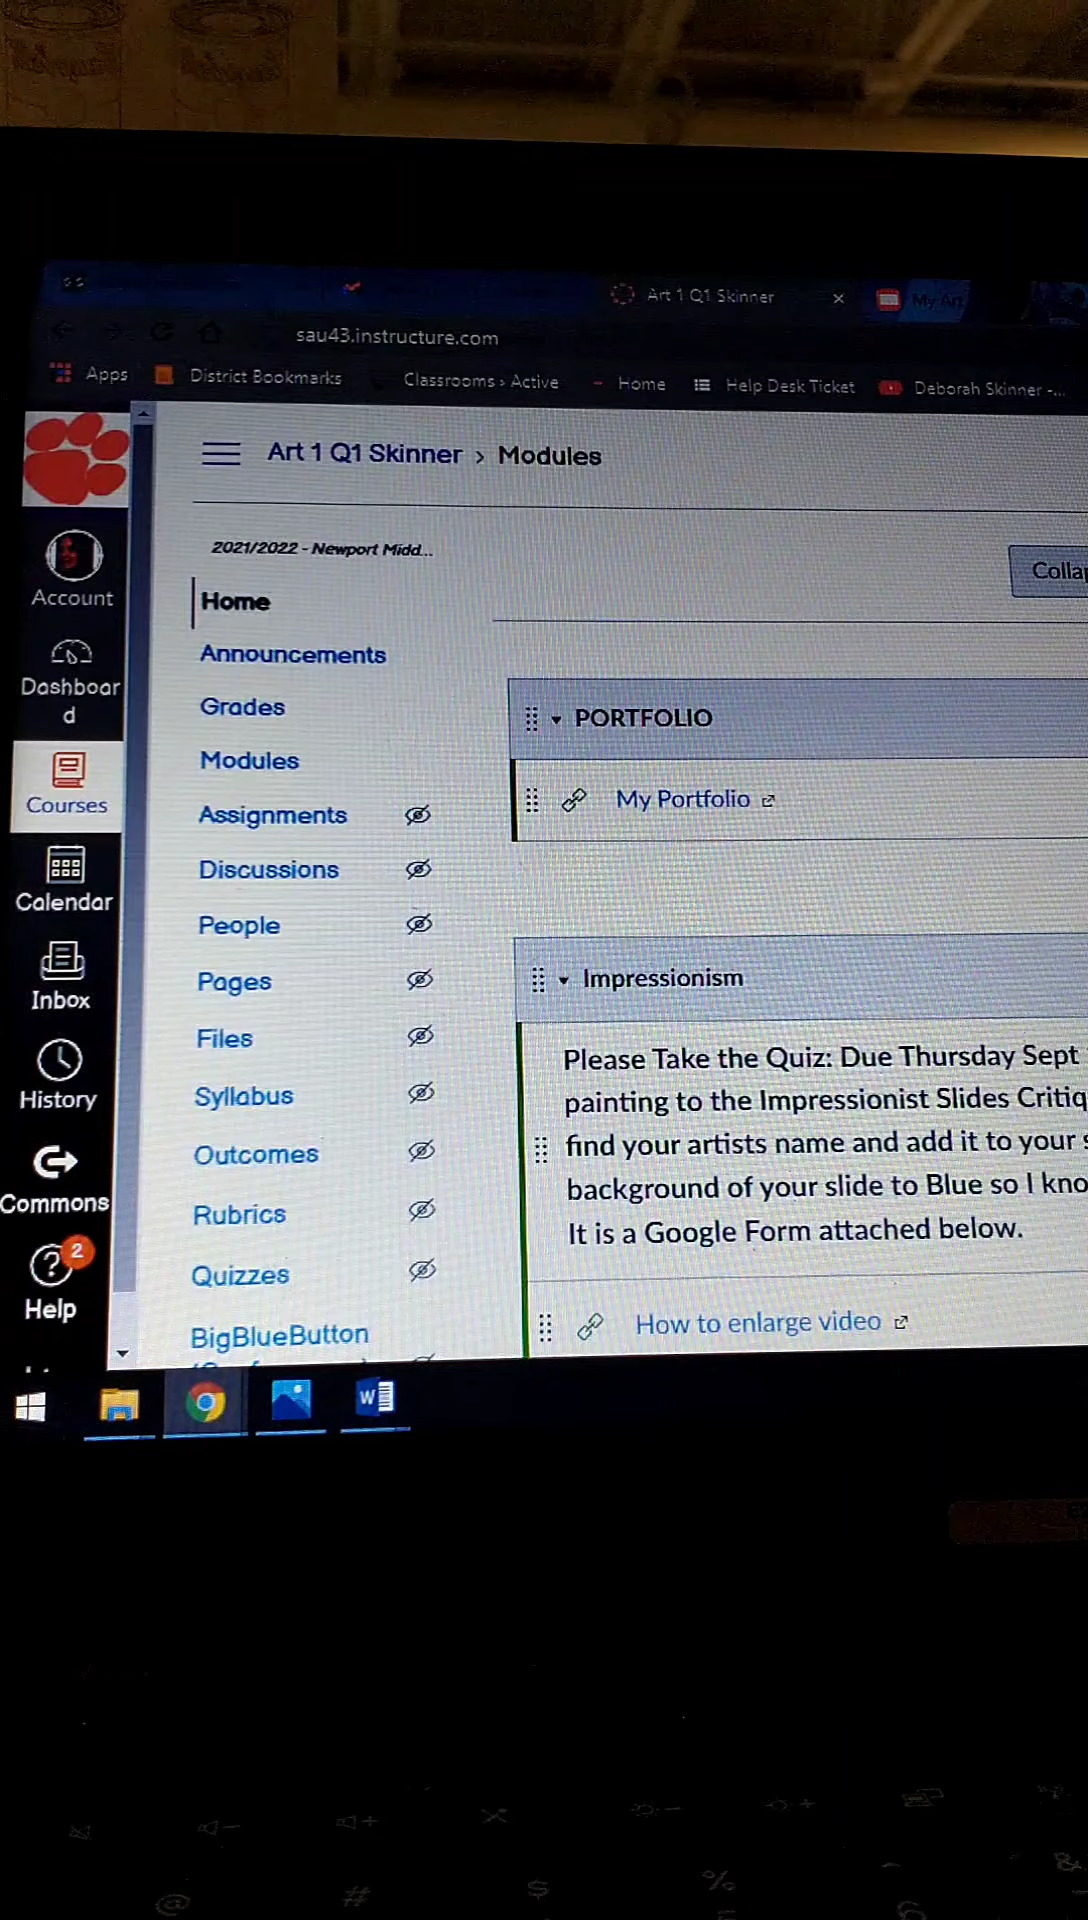 Art 1 Q1 Skinner
My Art
sau43.instructure.com
Apps District Bookmarks Classrooms > Active Home Help Desk Ticket Deborah Skinner -...
Art 1 Q1 Skinner > Modules
2021/2022 - Newport Midd...
Account
Dashboar
d
Courses
Calendar
Inbox
History
Commons
2
Help
Home
Announcements
Grades
Modules
Assignments
Discussions
People
Pages
Files
Syllabus
Outcomes
Rubrics
Quizzes
BigBlueButton
Collap
PORTFOLIO
My Portfolio
Impressionism
Please Take the Quiz: Due Thursday Sept
painting to the Impressionist Slides Critiq
find your artists name and add it to your s
background of your slide to Blue so I kno
It is a Google Form attached below.
How to enlarge video
W
@ # $ % 6 &